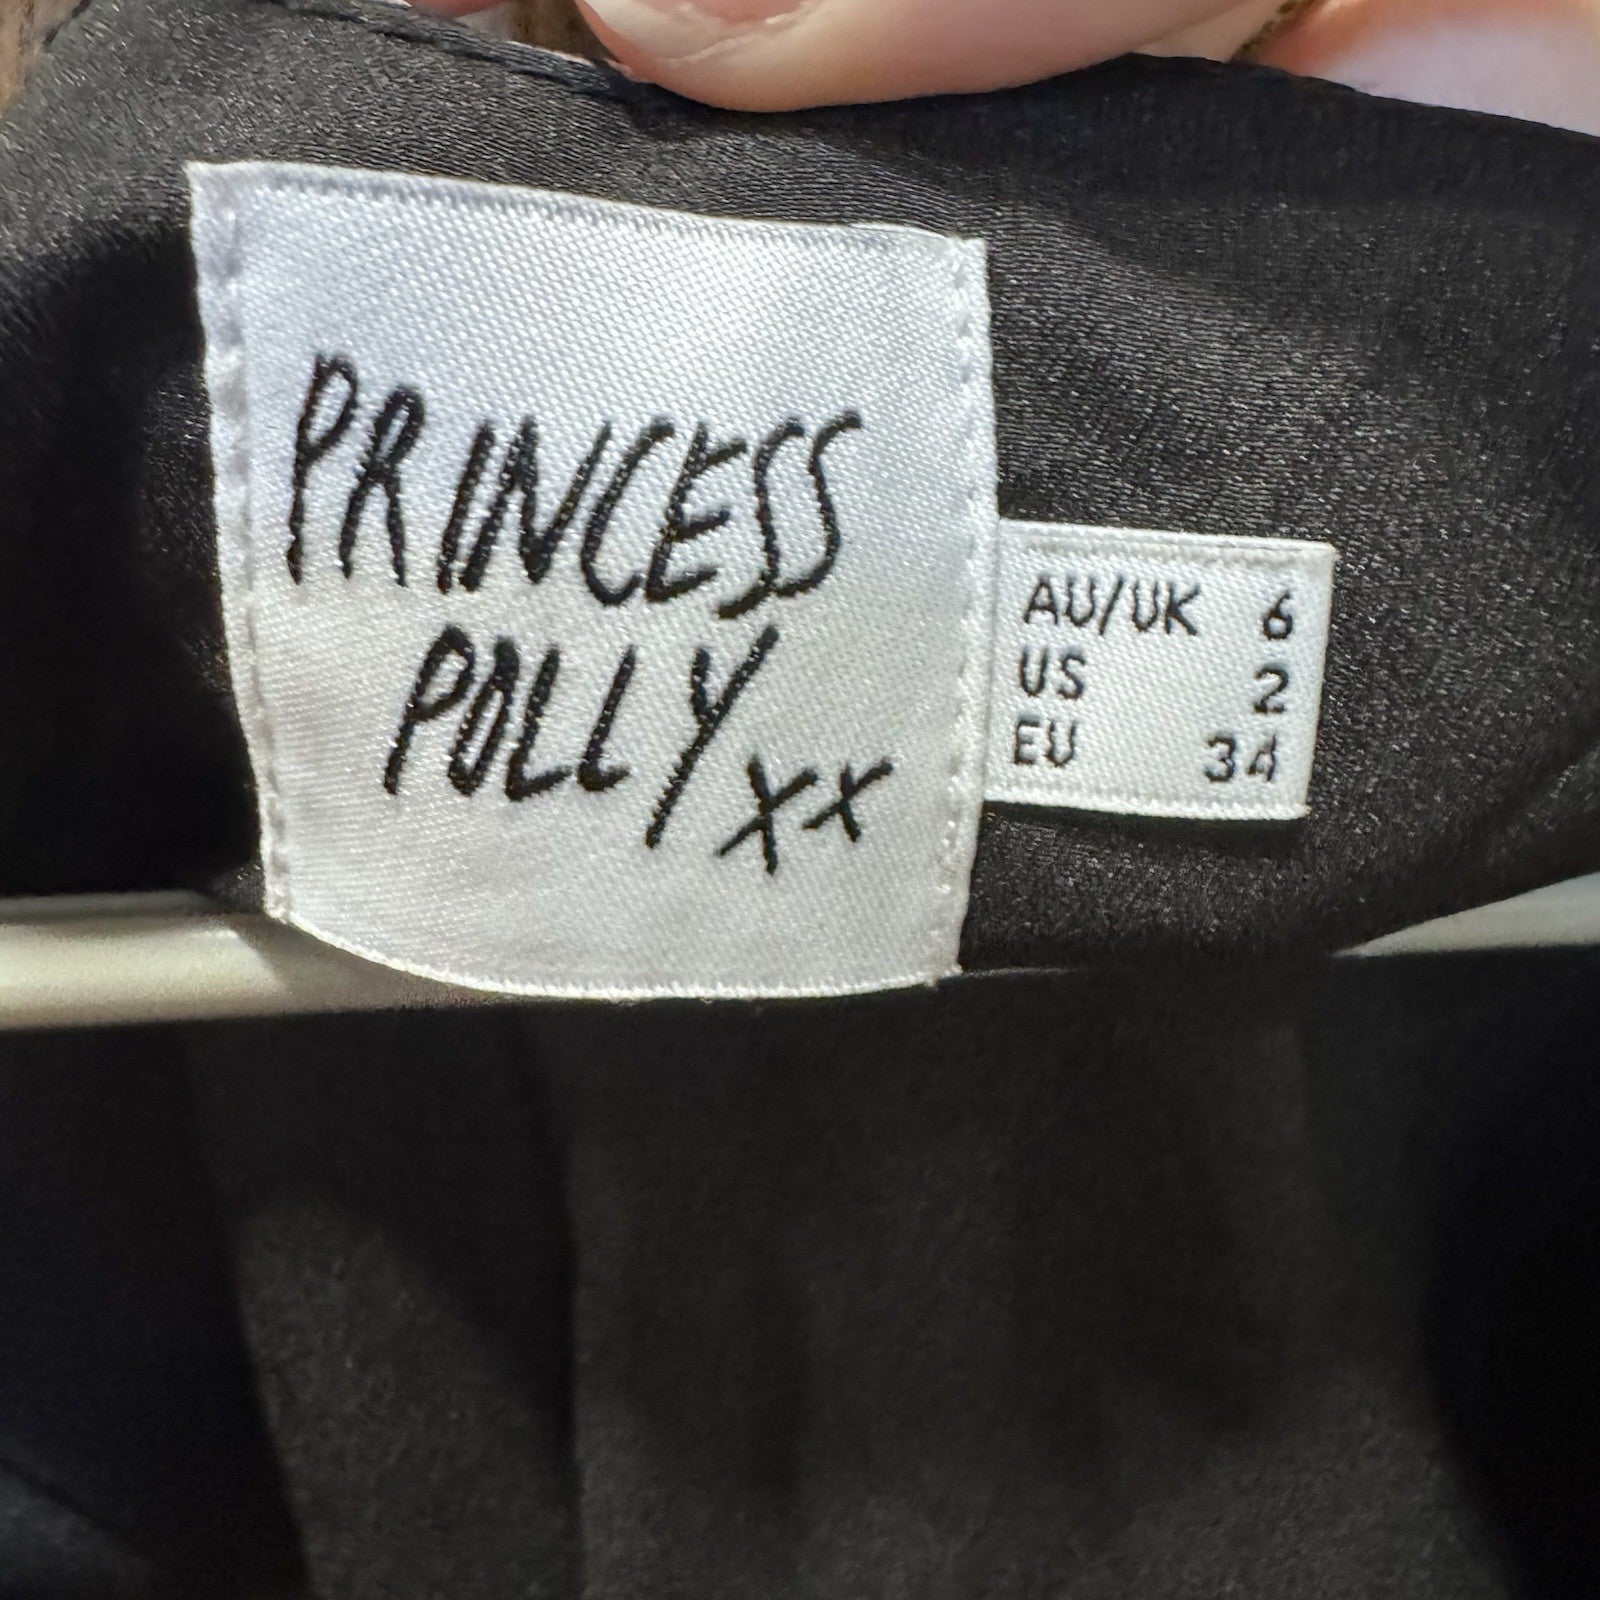 PRINCESS
POLLY xx
AU/UK 6
US 2
EU 34